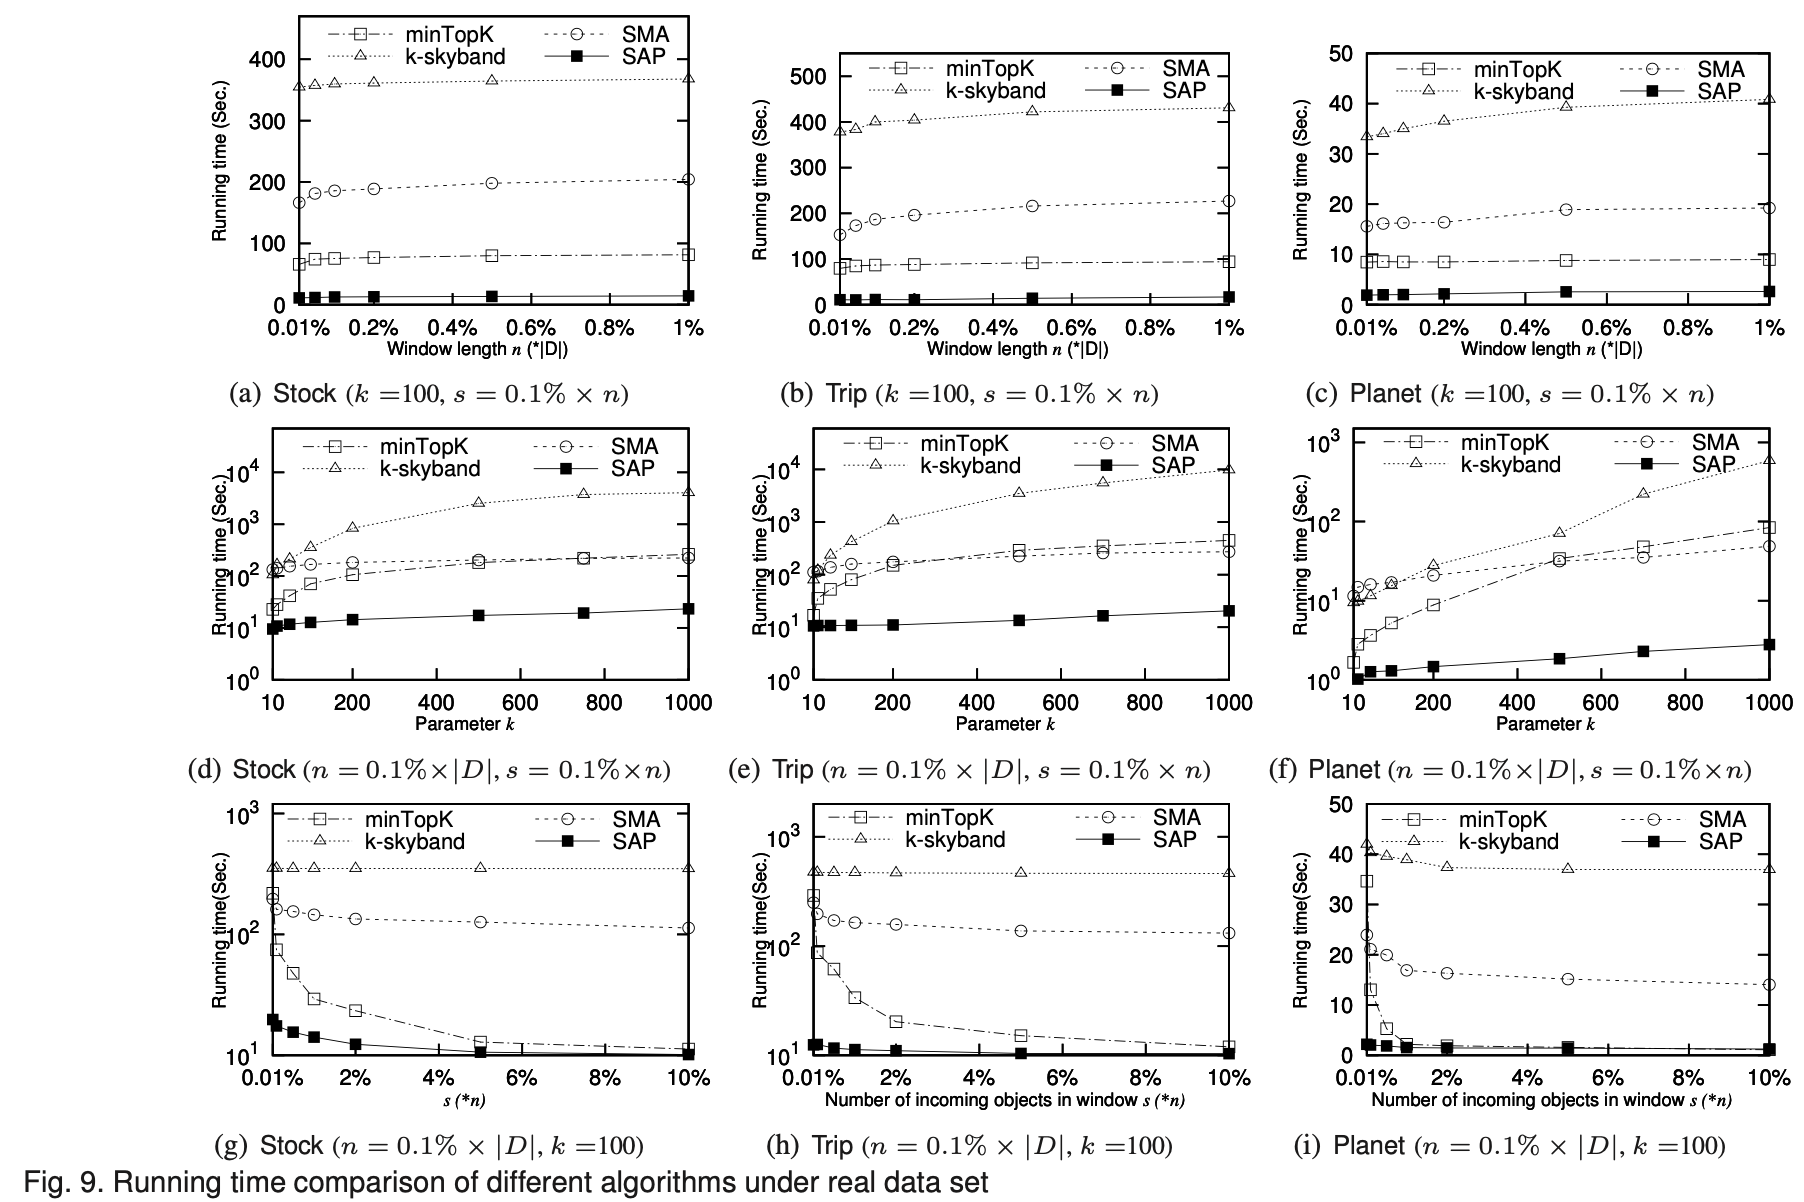 minTopK SMA
k-skyband SAP
400
300
200
100
0
Running time (Sec.)
0.01% 0.2% 0.4% 0.6% 0.8% 1%
Window length n (*|D|)
(a) Stock (k =100, s = 0.1% × n)
minTopK SMA
k-skyband SAP
500
400
300
200
100
0
Running time (Sec.)
0.01% 0.2% 0.4% 0.6% 0.8% 1%
Window length n (*|D|)
(b) Trip (k =100, s = 0.1% × n)
50
minTopK SMA
k-skyband SAP
40
30
20
10
0
Running time (Sec.)
0.01% 0.2% 0.4% 0.6% 0.8% 1%
Window length n (*|D|)
(c) Planet (k =100, s = 0.1% × n)
minTopK SMA
k-skyband SAP
10^4
10^3
10^2
10^1
10^0
Running time (Sec.)
10 200 400 600 800 1000
Parameter k
(d) Stock (n = 0.1%×|D|, s = 0.1%×n)
minTopK SMA
k-skyband SAP
10^4
10^3
10^2
10^1
10^0
Running time (Sec.)
10 200 400 600 800 1000
Parameter k
(e) Trip (n = 0.1% × |D|, s = 0.1% × n)
10^3
minTopK SMA
k-skyband SAP
10^2
10^1
10^0
Running time (Sec.)
10 200 400 600 800 1000
Parameter k
(f) Planet (n = 0.1%×|D|, s = 0.1%×n)
10^3
minTopK SMA
k-skyband SAP
10^2
10^1
Running time(Sec.)
0.01% 2% 4% 6% 8% 10%
s (*n)
(g) Stock (n = 0.1% × |D|, k =100)
minTopK SMA
k-skyband SAP
10^3
10^2
10^1
Running time(Sec.)
0.01% 2% 4% 6% 8% 10%
Number of incoming objects in window s (*n)
(h) Trip (n = 0.1% × |D|, k =100)
50
minTopK SMA
k-skyband SAP
40
30
20
10
0
Running time(Sec.)
0.01% 2% 4% 6% 8% 10%
Number of incoming objects in window s (*n)
(i) Planet (n = 0.1% × |D|, k =100)
Fig. 9. Running time comparison of different algorithms under real data set